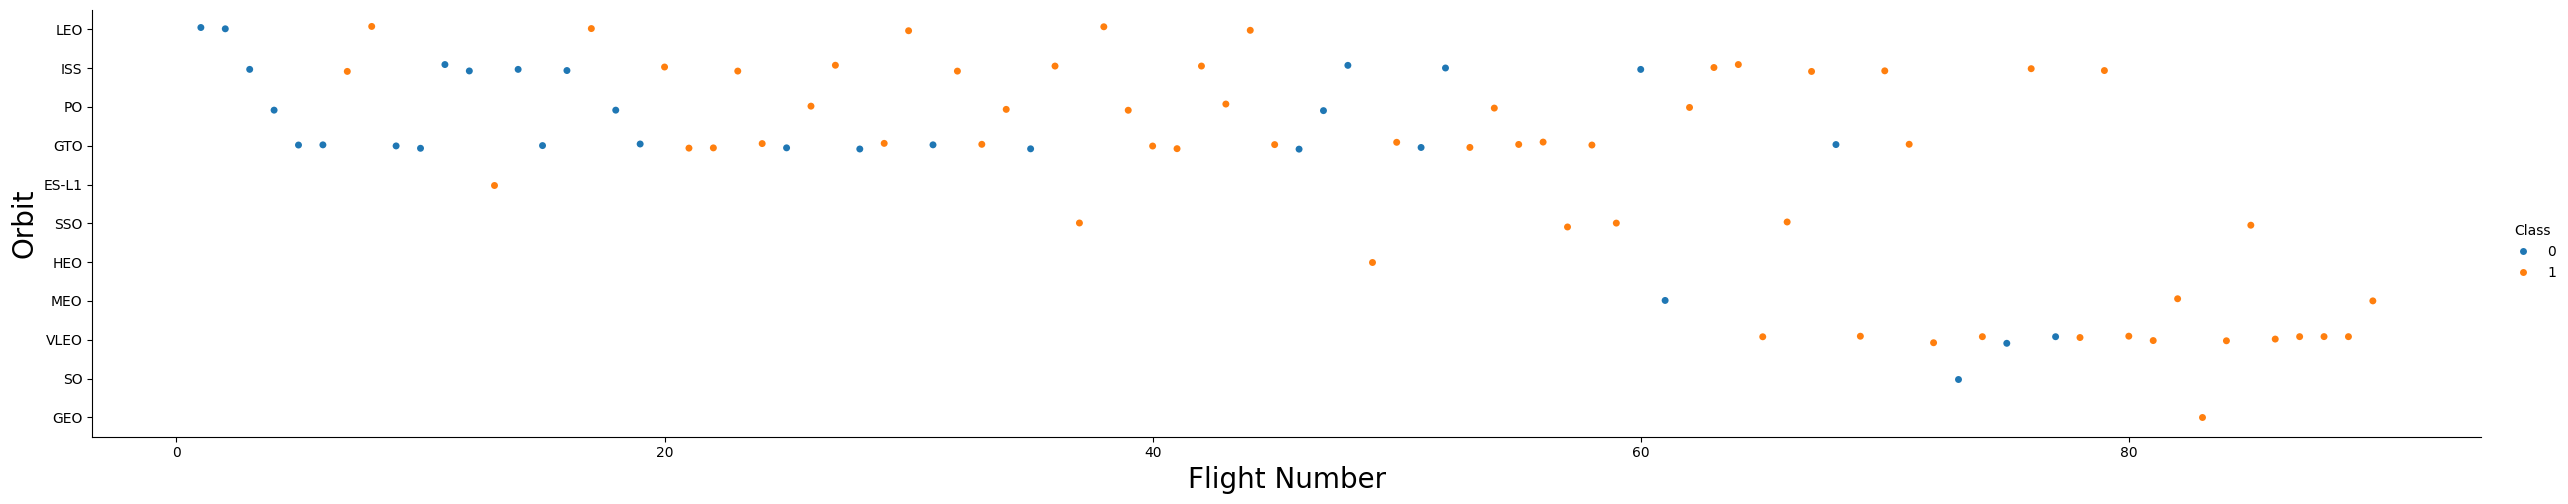 LEO
ISS
PO
GTO
ES-L1
SSO
HEO
MEO
VLEO
SO
GEO
Orbit
0 20 40 60 80
Flight Number
Class
0
1